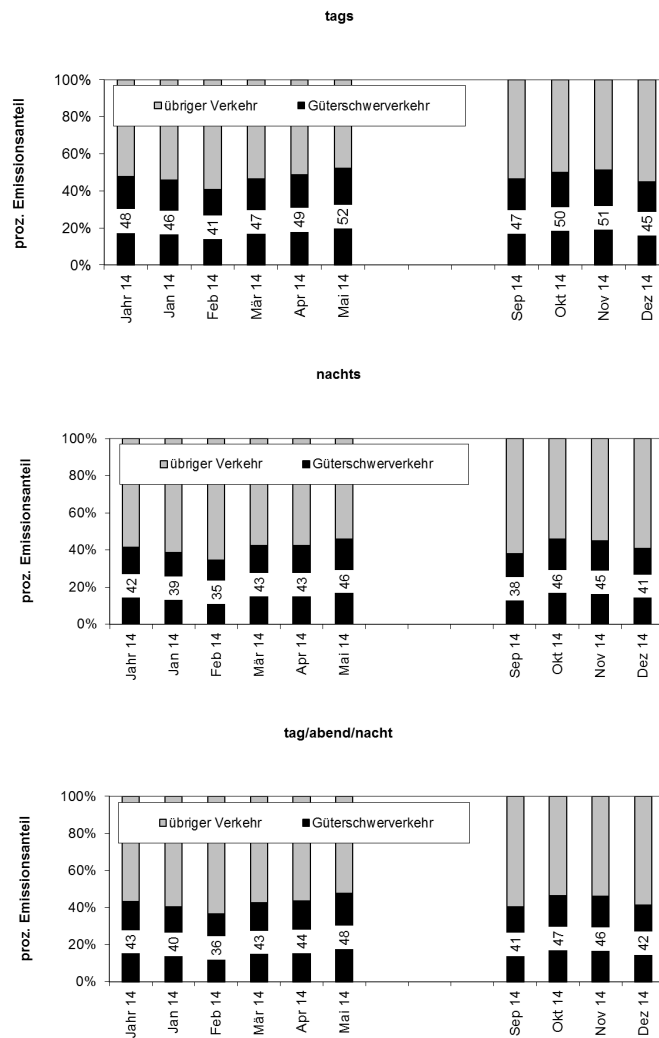 tags
proz. Emissionsanteil
100%
80%
60%
40%
20%
0%
übriger Verkehr Güterschwerverkehr
48 46 41 47 49 52 47 50 51 45
Jahr 14 Jan 14 Feb 14 Mär 14 Apr 14 Mai 14 Sep 14 Okt 14 Nov 14 Dez 14
nachts
proz. Emissionsanteil
100%
80%
60%
40%
20%
0%
übriger Verkehr Güterschwerverkehr
42 39 35 43 43 46 38 46 45 41
Jahr 14 Jan 14 Feb 14 Mär 14 Apr 14 Mai 14 Sep 14 Okt 14 Nov 14 Dez 14
tag/abend/nacht
proz. Emissionsanteil
100%
80%
60%
40%
20%
0%
übriger Verkehr Güterschwerverkehr
43 40 36 43 44 48 41 47 46 42
Jahr 14 Jan 14 Feb 14 Mär 14 Apr 14 Mai 14 Sep 14 Okt 14 Nov 14 Dez 14